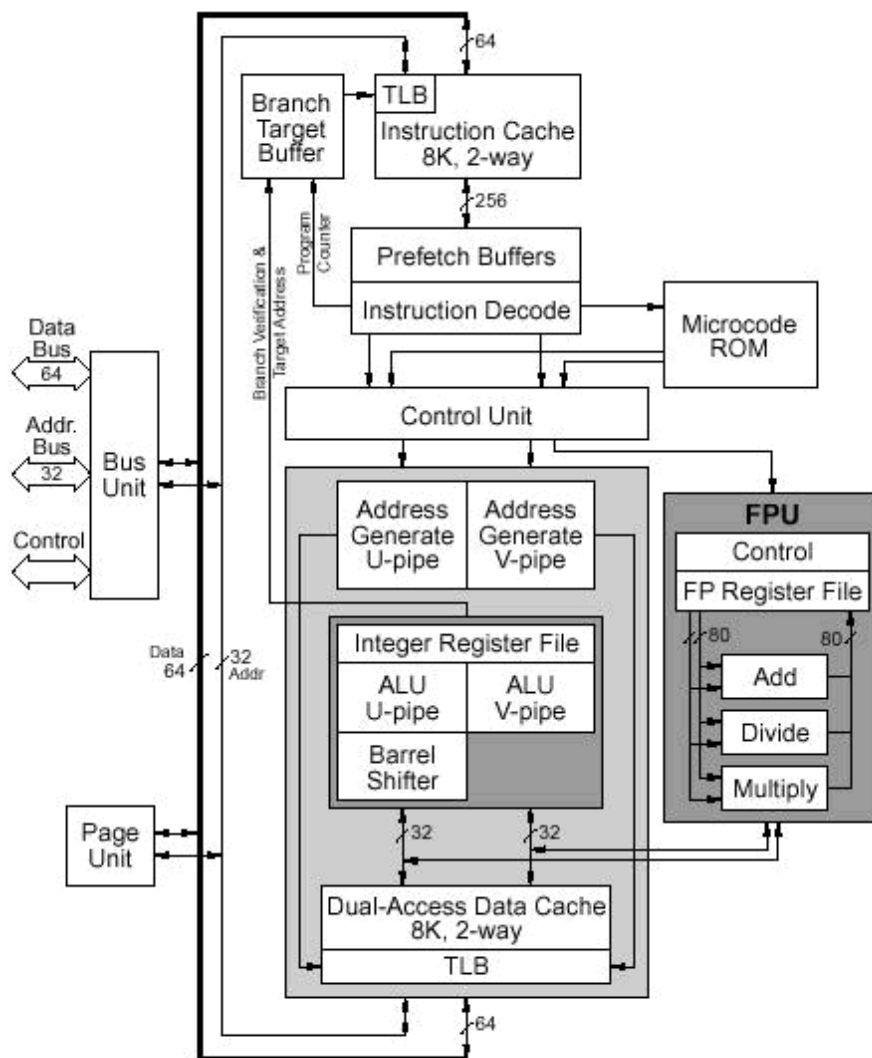 64
TLB
Instruction Cache
8K, 2-way
Branch
Target
Buffer
256
Program
Counter
Branch Verification &
Target Address
Prefetch Buffers
Instruction Decode
Microcode
ROM
Data
Bus
64
Addr.
Bus
32
Control
Bus
Unit
Control Unit
Address
Generate
U-pipe
Address
Generate
V-pipe
FPU
Control
FP Register File
80
80
Add
Divide
Multiply
Integer Register File
ALU
U-pipe
ALU
V-pipe
Barrel
Shifter
Data
64
32
Addr
32
32
Page
Unit
Dual-Access Data Cache
8K, 2-way
TLB
64